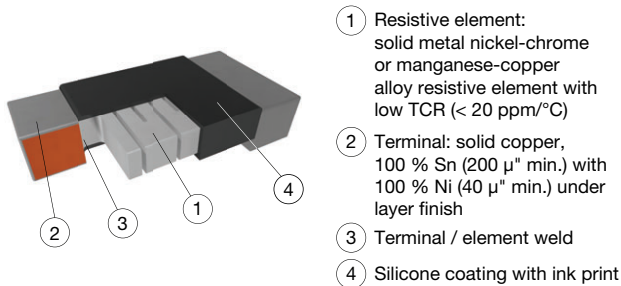 1 Resistive element:
solid metal nickel-chrome
or manganese-copper
alloy resistive element with
low TCR (< 20 ppm/°C)
2 Terminal: solid copper,
100 % Sn (200 μ" min.) with
100 % Ni (40 μ" min.) under
layer finish
3 Terminal / element weld
4 Silicone coating with ink print
2
3
1
4